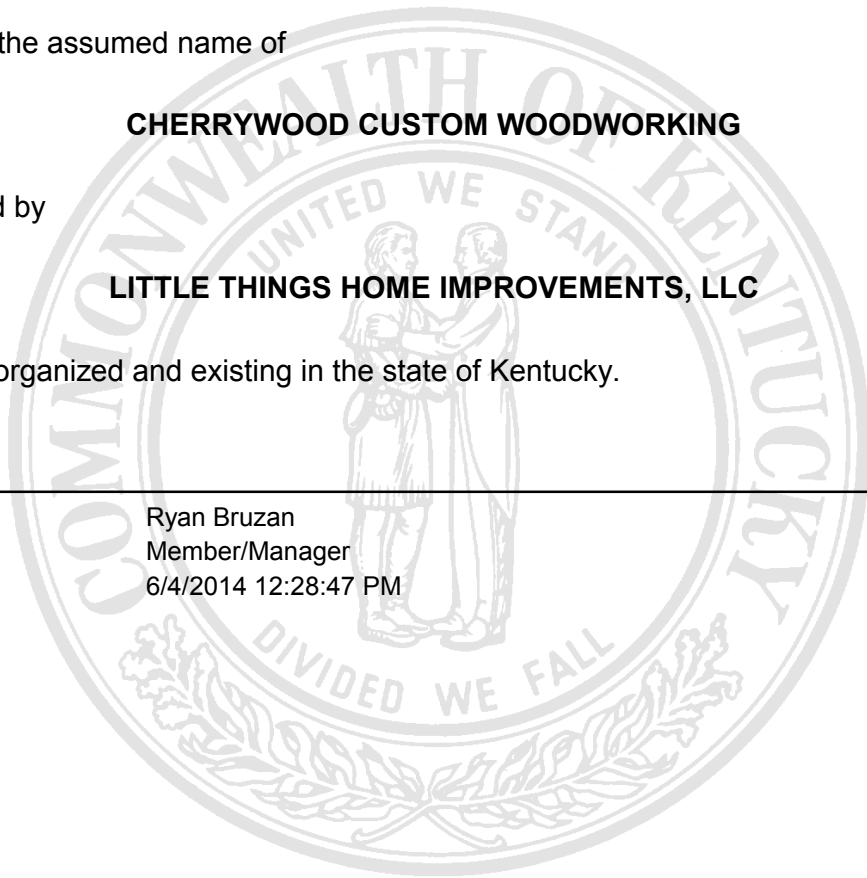 the assumed name of
CHERRYWOOD CUSTOM WOODWORKING
d by
LITTLE THINGS HOME IMPROVEMENTS, LLC
organized and existing in the state of Kentucky.
Ryan Bruzan
Member/Manager
6/4/2014 12:28:47 PM
COMMONWEALTH OF KENTUCKY
UNITED WE STAND
DIVIDED WE FALL